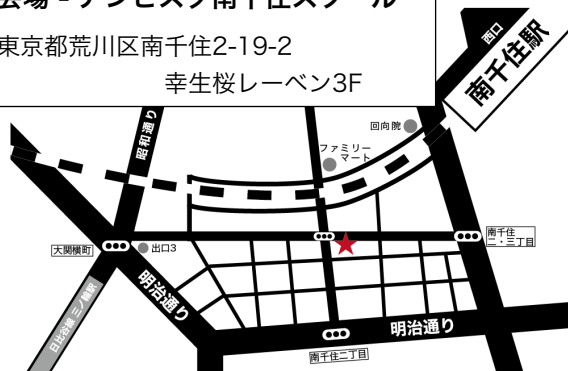 東京都荒川区南千住2-19-2
幸生桜レーベン3F
西口
南千住駅
昭和通り
回向院
ファミリー
マート
大関横町
出口3
南千住
二・三丁目
明治通り
日比谷線 三ノ輪駅
明治通り
南千住二丁目